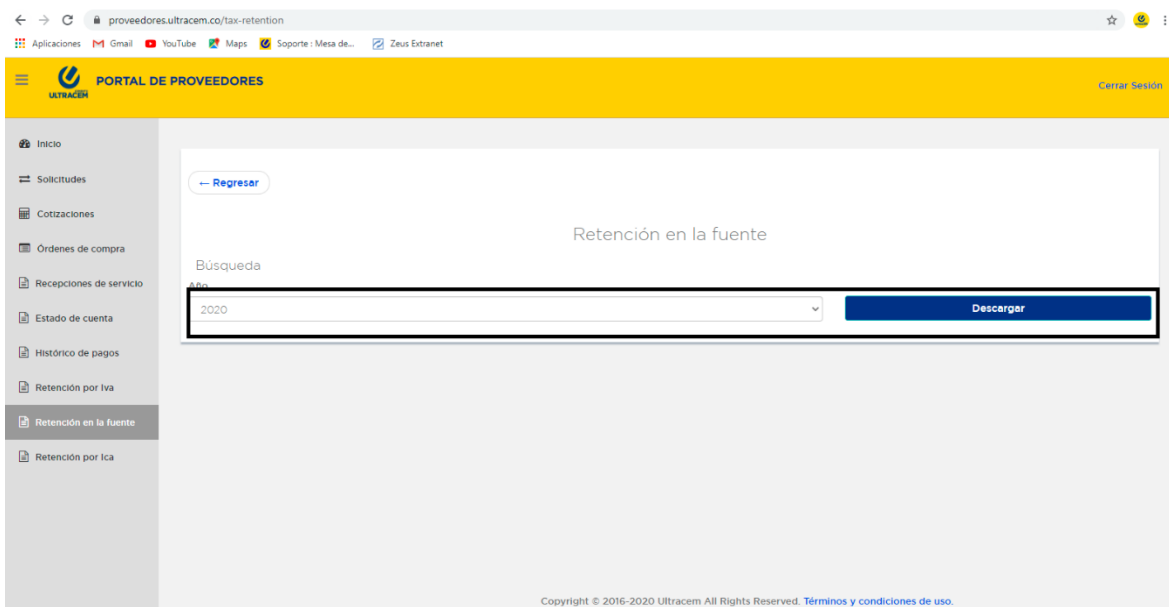 proveedores.ultracem.co/tax-retention
Aplicaciones Gmail YouTube Maps Soporte : Mesa de... Zeus Extranet
ULTRACEM PORTAL DE PROVEEDORES Cerrar Sesión
Inicio
Solicitudes
Cotizaciones
Órdenes de compra
Recepciones de servicio
Estado de cuenta
Histórico de pagos
Retención por Iva
Retención en la fuente
Retención por Ica
← Regresar
Retención en la fuente
Búsqueda
Año
2020 Descargar
Copyright © 2016-2020 Ultracem All Rights Reserved. Términos y condiciones de uso.